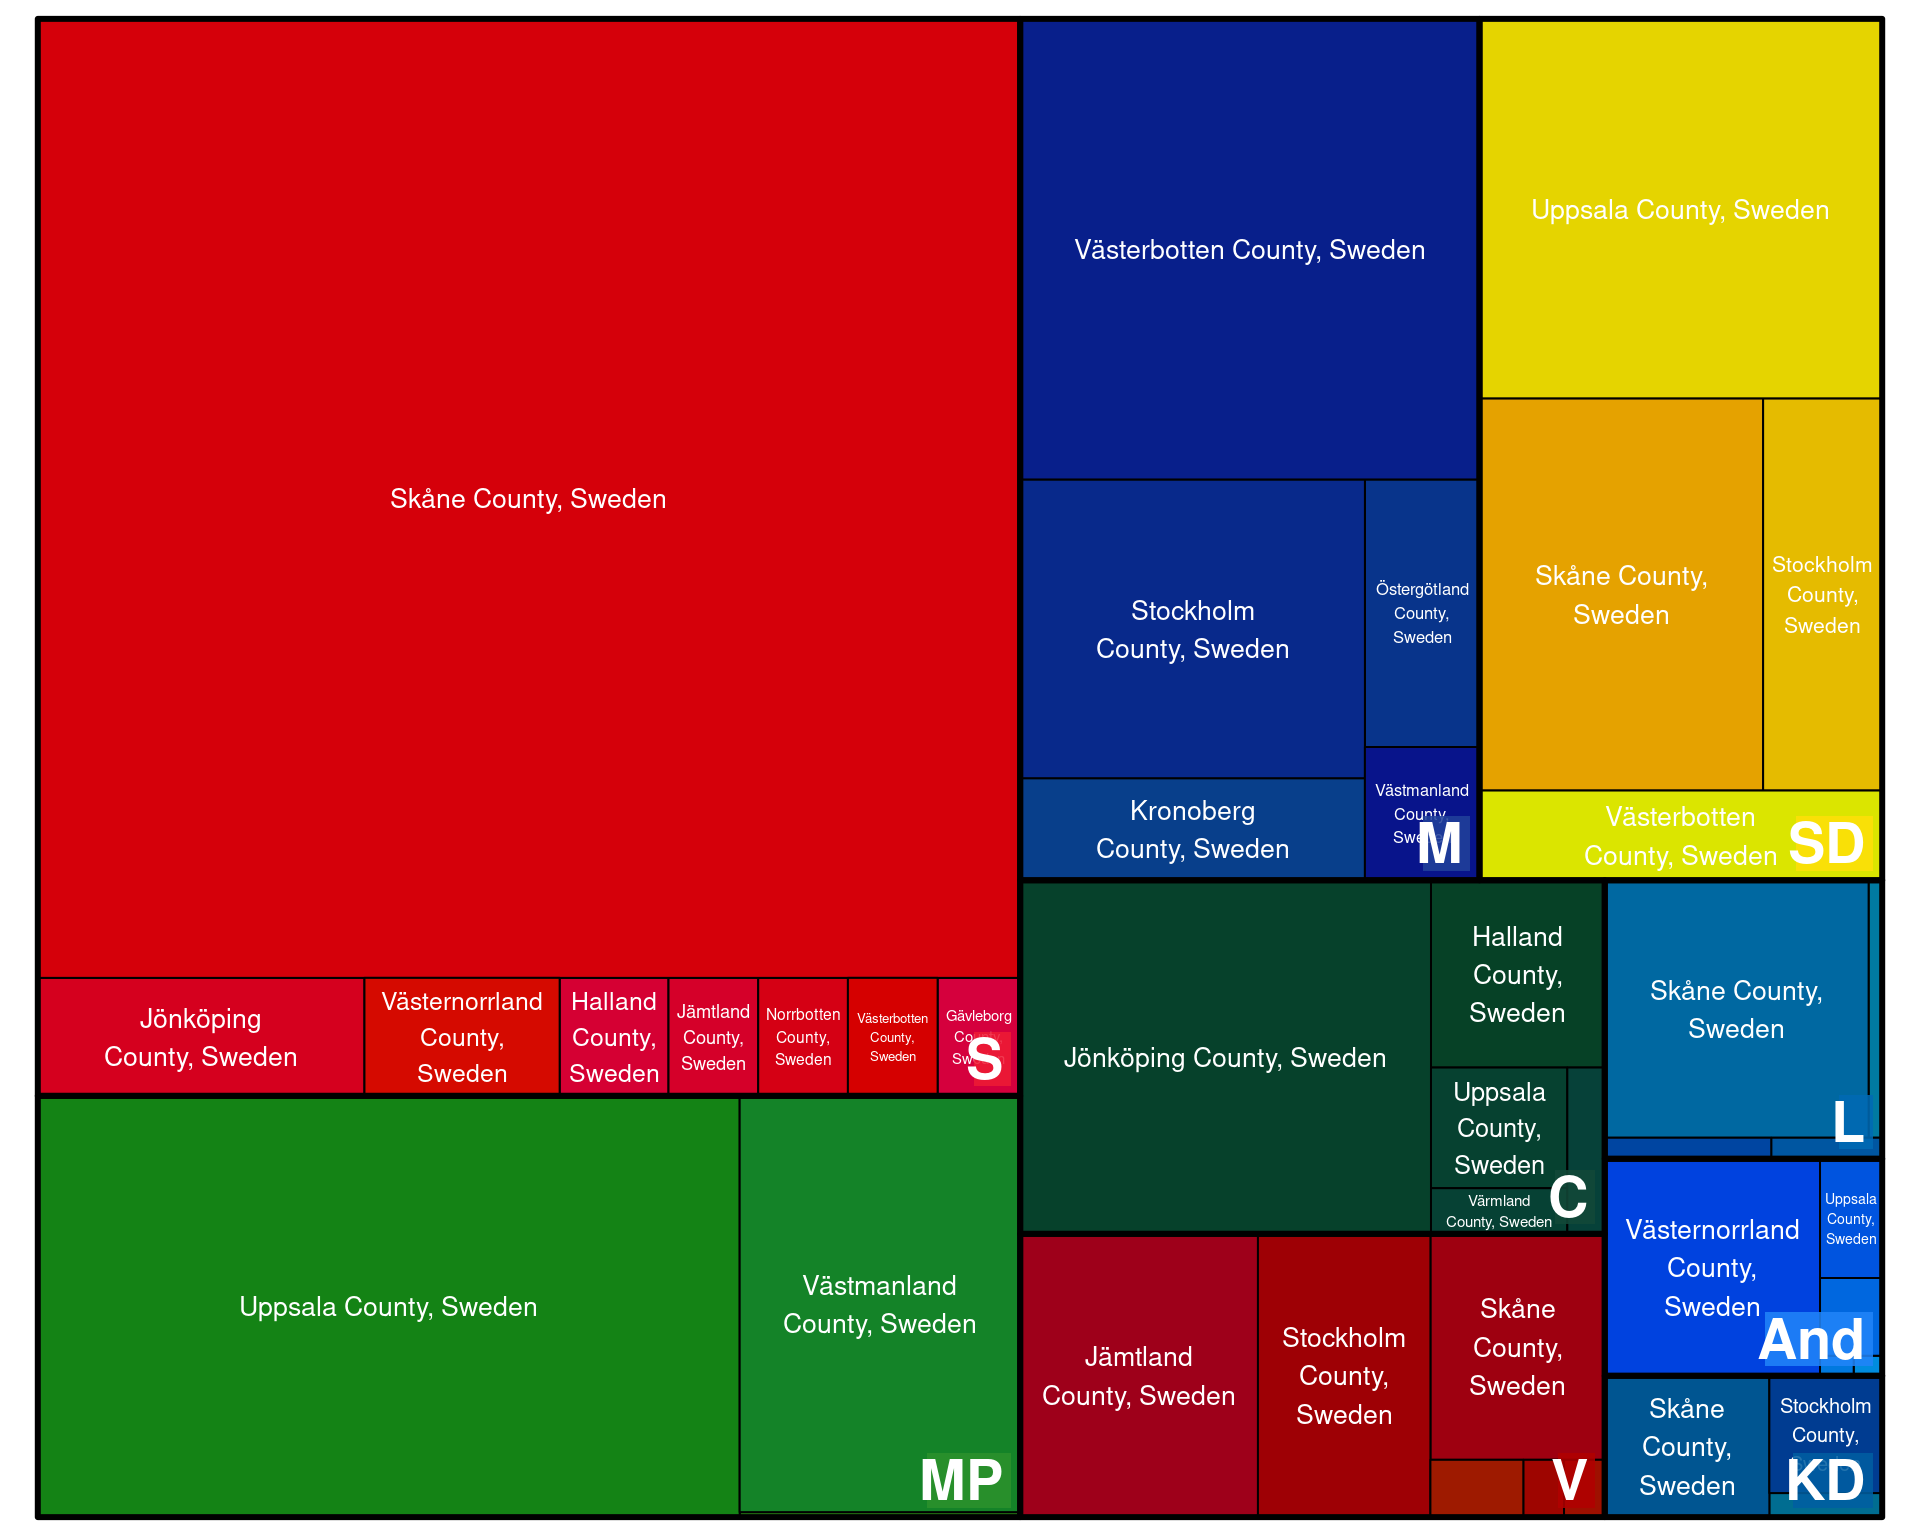 Skåne County, Sweden
Jönköping
County, Sweden
Västernorrland
County,
Sweden
Halland
County,
Sweden
Jämtland
County,
Sweden
Norrbotten
County,
Sweden
Västerbotten
County,
Sweden
Gävleborg
S
Uppsala County, Sweden
Västmanland
County, Sweden
MP
Västerbotten County, Sweden
Stockholm
County, Sweden
Östergötland
County,
Sweden
Kronoberg
County, Sweden
Västmanland
County,
M
Uppsala County, Sweden
Skåne County,
Sweden
Stockholm
County,
Sweden
Västerbotten
County, Sweden
SD
Jönköping County, Sweden
Halland
County,
Sweden
Uppsala
County,
Sweden
Värmland
County, Sweden
C
Jämtland
County, Sweden
Stockholm
County,
Sweden
Skåne
County,
Sweden
V
Skåne County,
Sweden
L
Västernorrland
County,
Sweden
Uppsala
County,
Sweden
And
Skåne
County,
Sweden
Stockholm
County,
KD